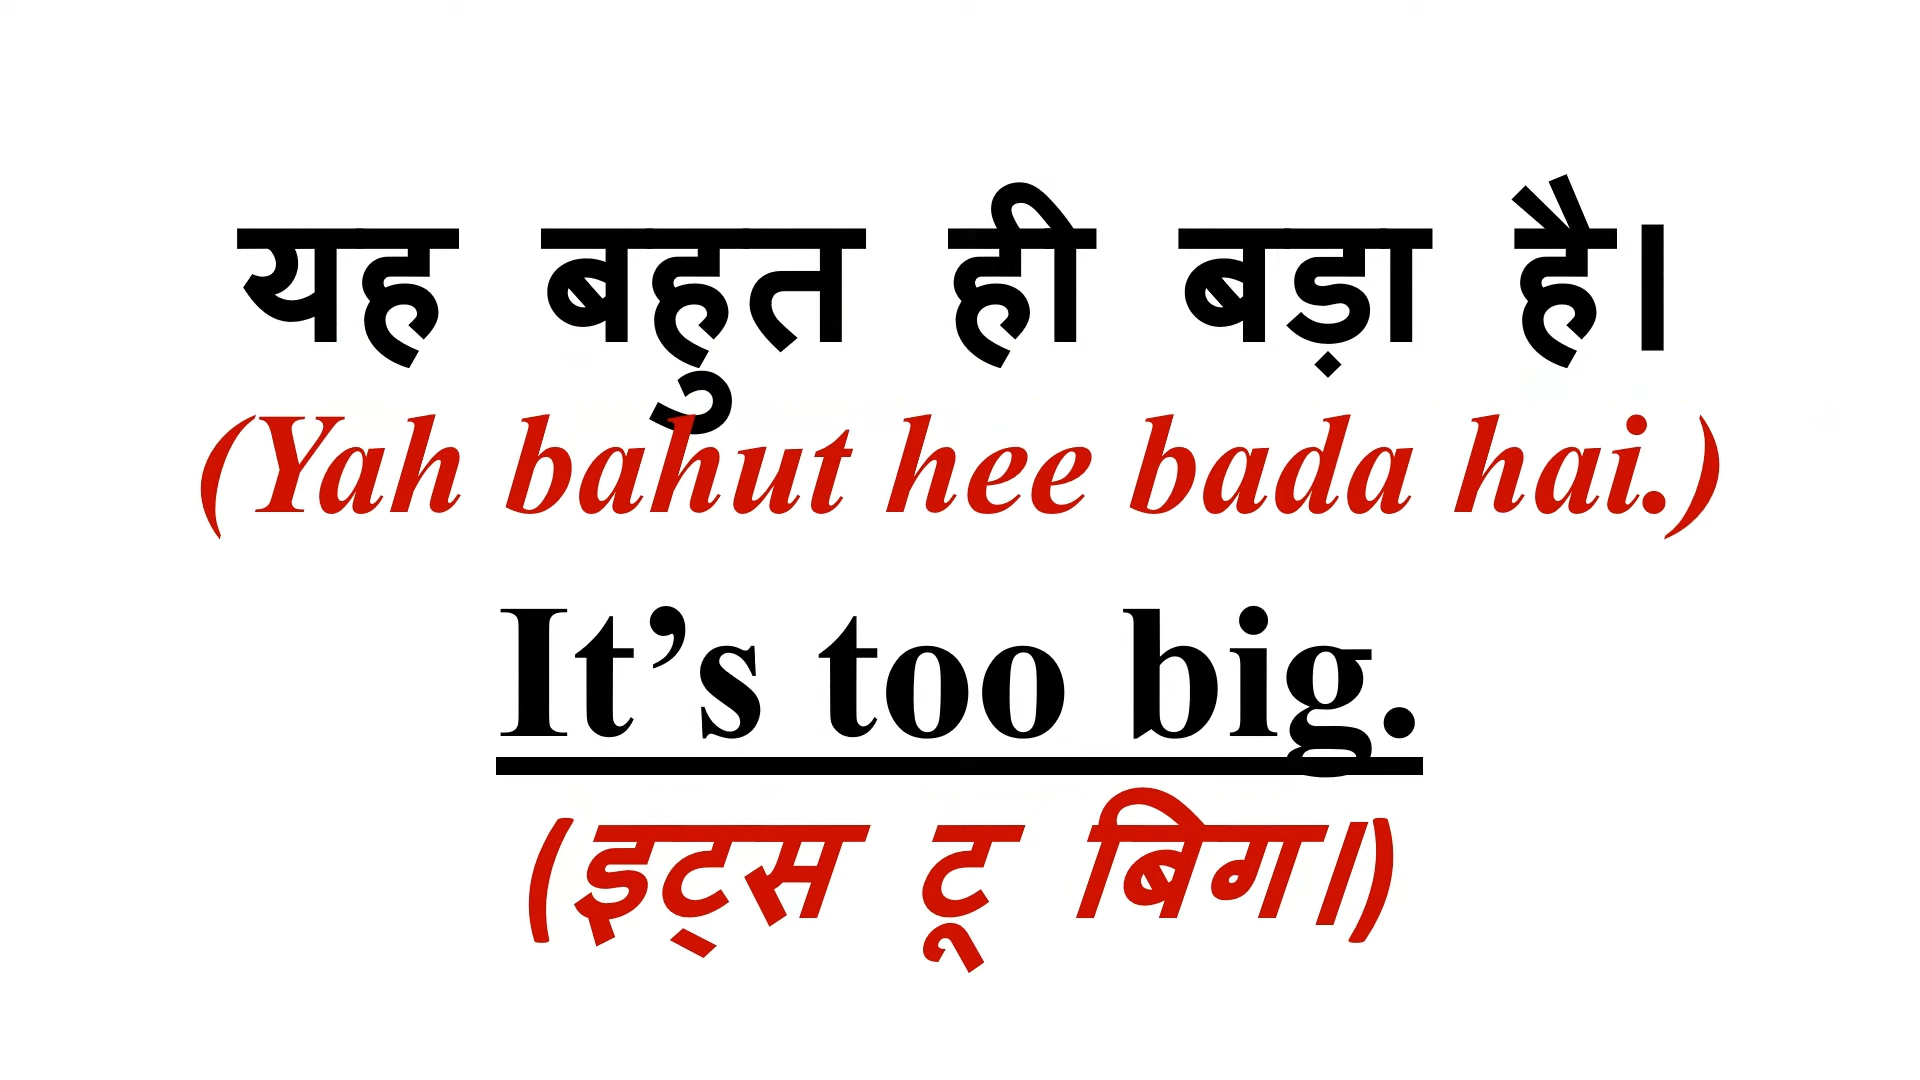 यह बहुत ही बड़ा है।
(Yah bahut hee bada hai.)
It’s too big.
(इट्स टू बिग।)